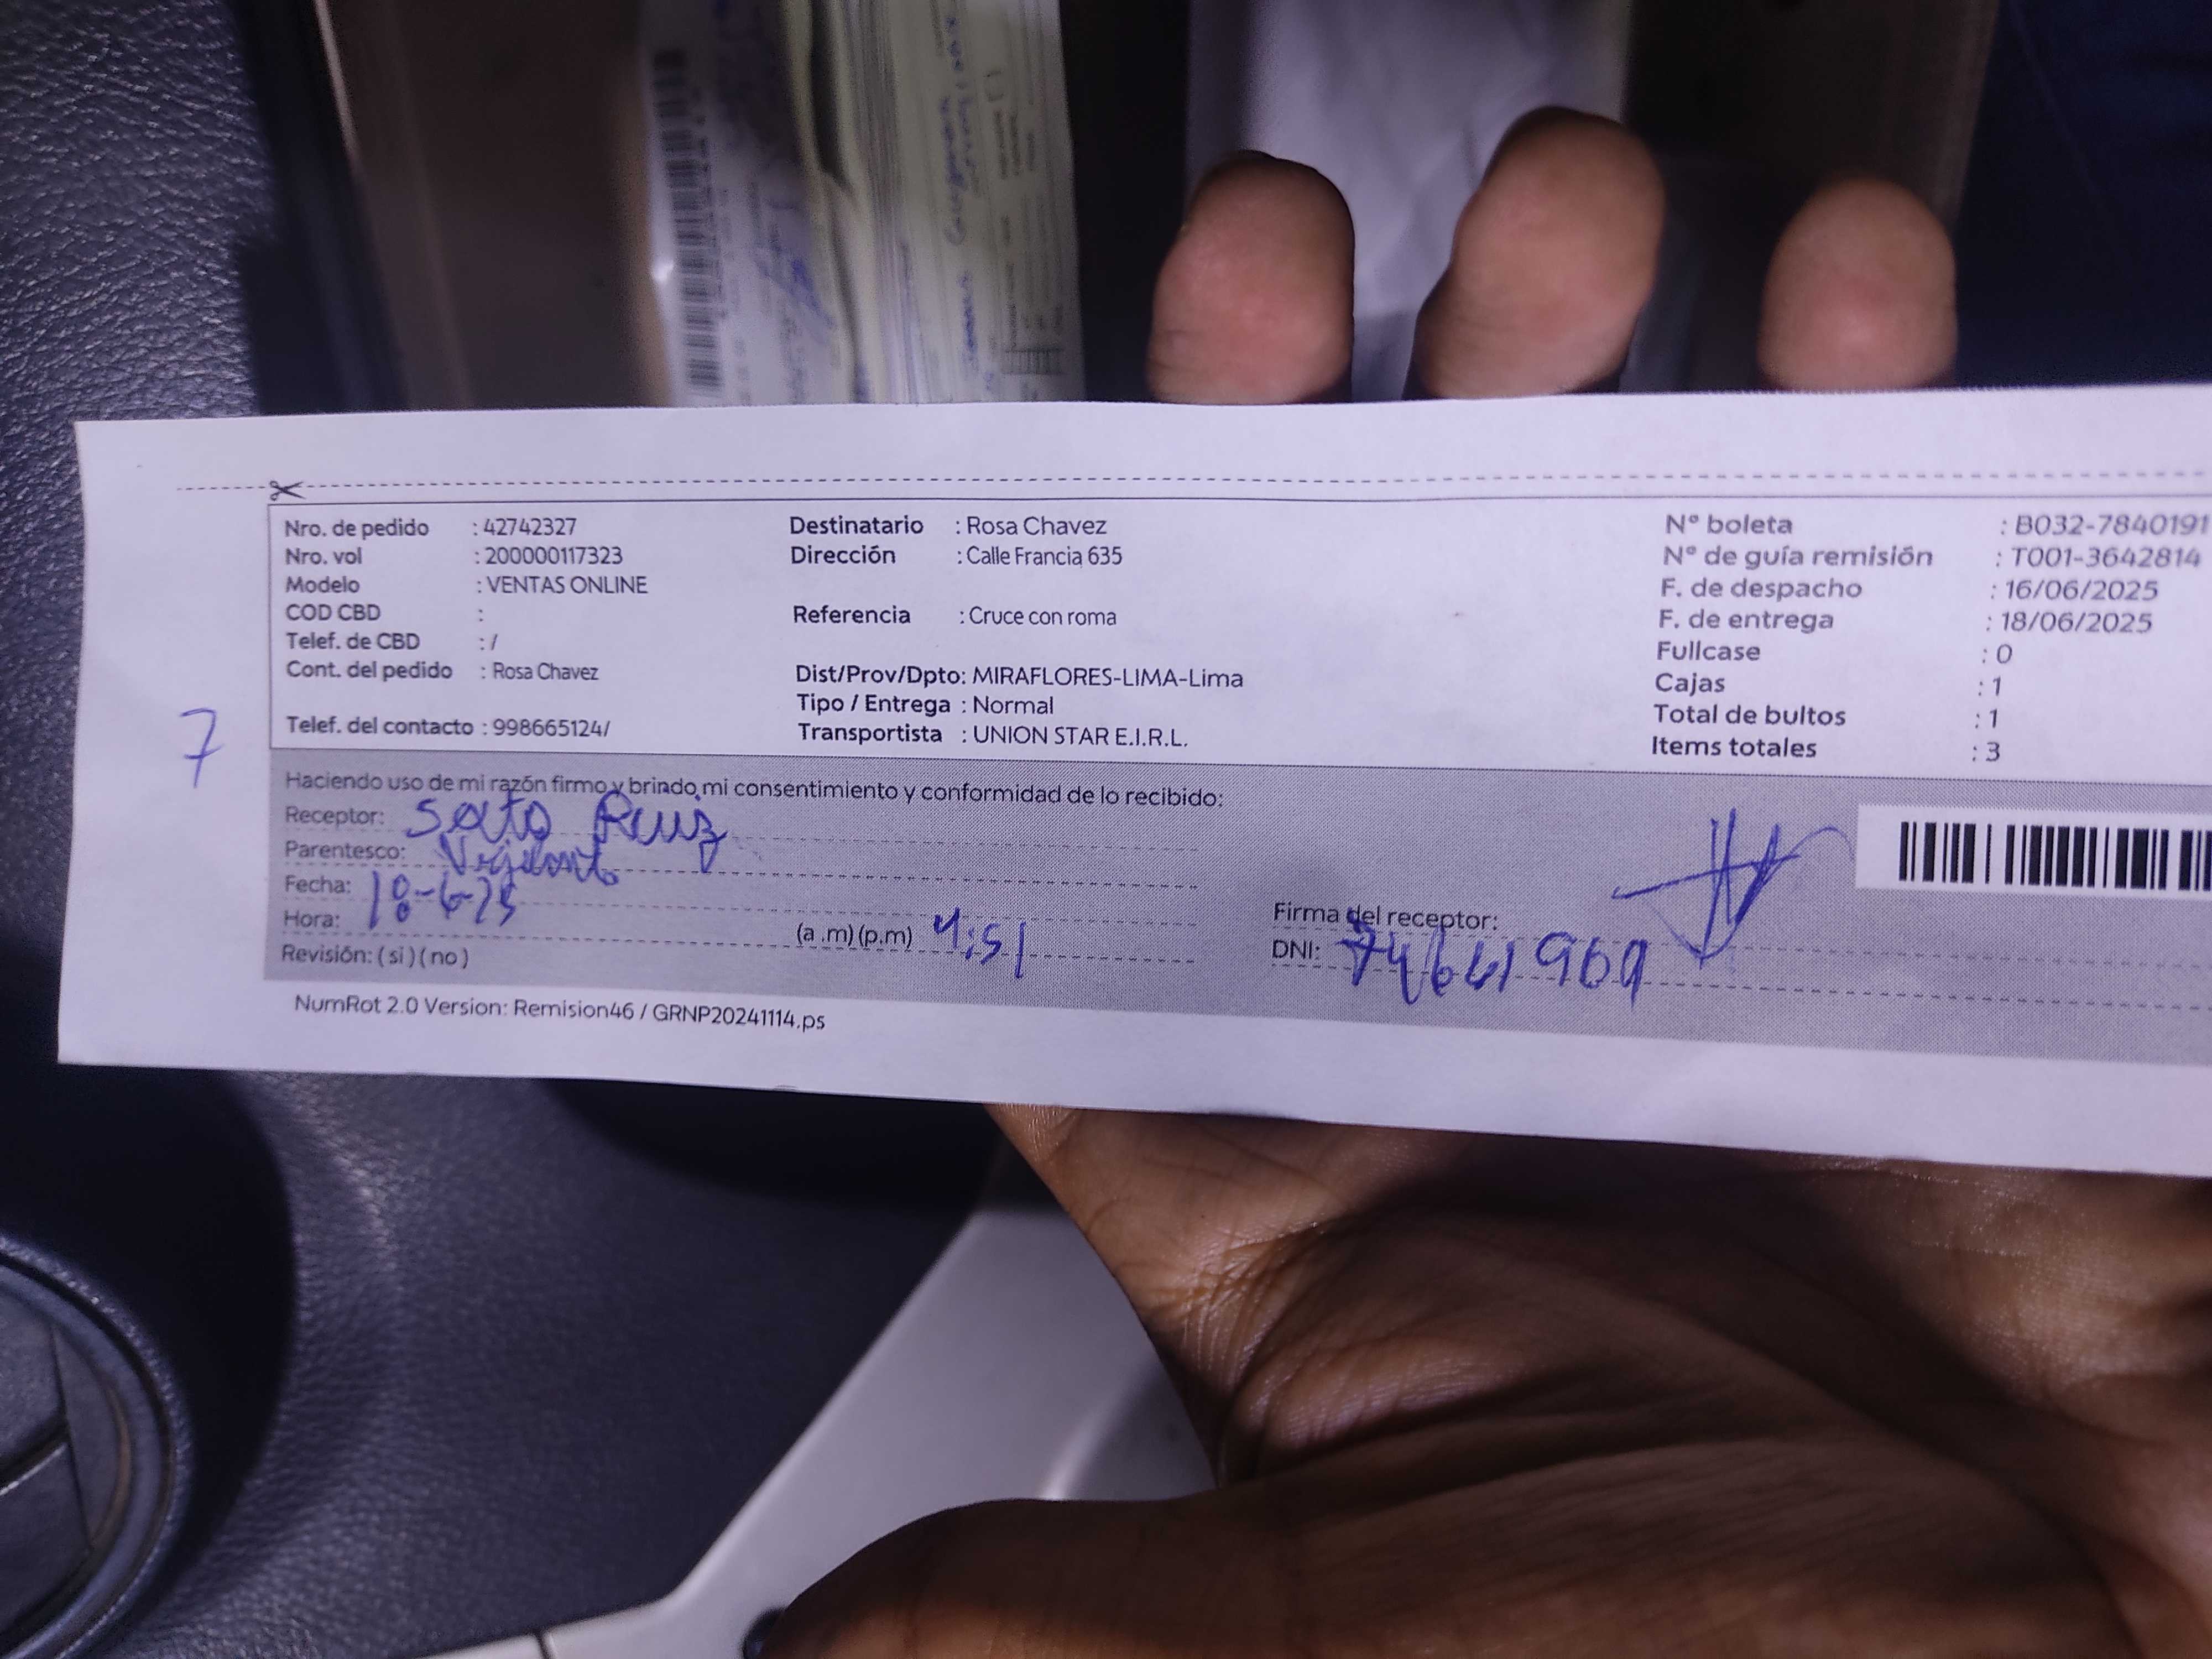 Nro. de pedido : 42742327
Nro. vol : 200000117323
Modelo : VENTAS ONLINE
COD CBD :
Telef. de CBD : /
Cont. del pedido : Rosa Chavez
Telef. del contacto : 998665124/
Destinatario : Rosa Chavez
Dirección : Calle Francia 635
Referencia : Cruce con roma
Dist/Prov/Dpto: MIRAFLORES-LIMA-Lima
Tipo / Entrega : Normal
Transportista : UNION STAR E.I.R.L.
Nº boleta : B032-7840191
Nº de guía remisión : T001-3642814
F. de despacho : 16/06/2025
F. de entrega : 18/06/2025
Fullcase : 0
Cajas : 1
Total de bultos : 1
Items totales : 3
7
Haciendo uso de mi razón firmo y brindo mi consentimiento y conformidad de lo recibido:
Receptor: Sexto Ruiz
Parentesco: Vigilante
Fecha: 18-6-25
Hora: (a .m) (p.m) 4:51
Revisión: ( si ) ( no )
Firma del receptor:
DNI:
NumRot 2.0 Version: Remision46 / GRNP20241114.ps